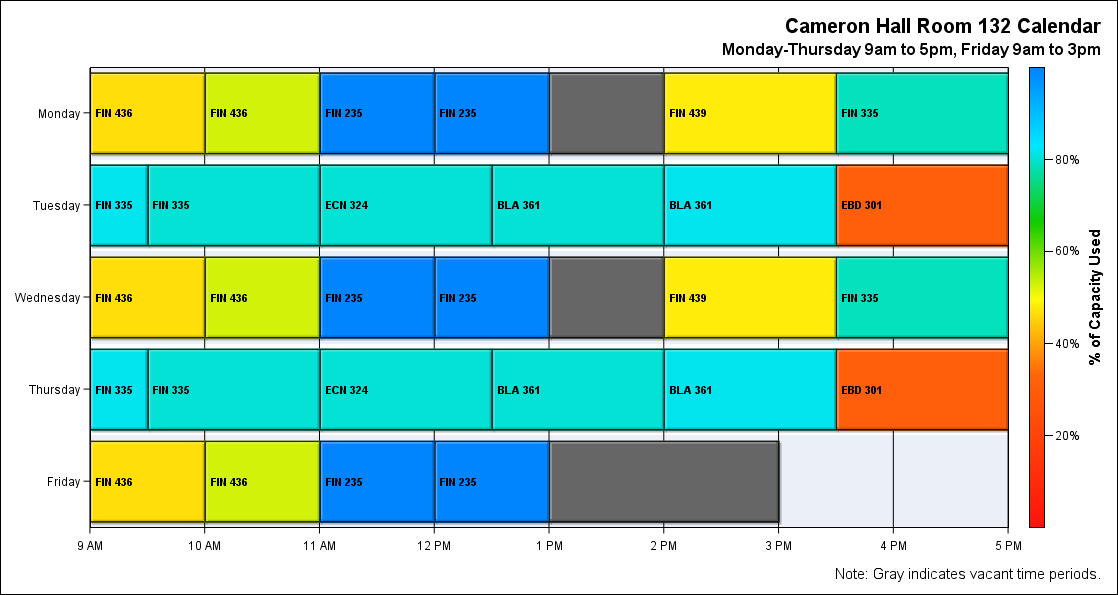 Cameron Hall Room 132 Calendar
Monday-Thursday 9am to 5pm, Friday 9am to 3pm
Monday FIN 436 FIN 436 FIN 235 FIN 235 FIN 439 FIN 335
Tuesday FIN 335 FIN 335 ECN 324 BLA 361 BLA 361 EBD 301
Wednesday FIN 436 FIN 436 FIN 235 FIN 235 FIN 439 FIN 335
Thursday FIN 335 FIN 335 ECN 324 BLA 361 BLA 361 EBD 301
Friday FIN 436 FIN 436 FIN 235 FIN 235
9 AM 10 AM 11 AM 12 PM 1 PM 2 PM 3 PM 4 PM 5 PM
80%
60%
40%
20%
% of Capacity Used
Note: Gray indicates vacant time periods.